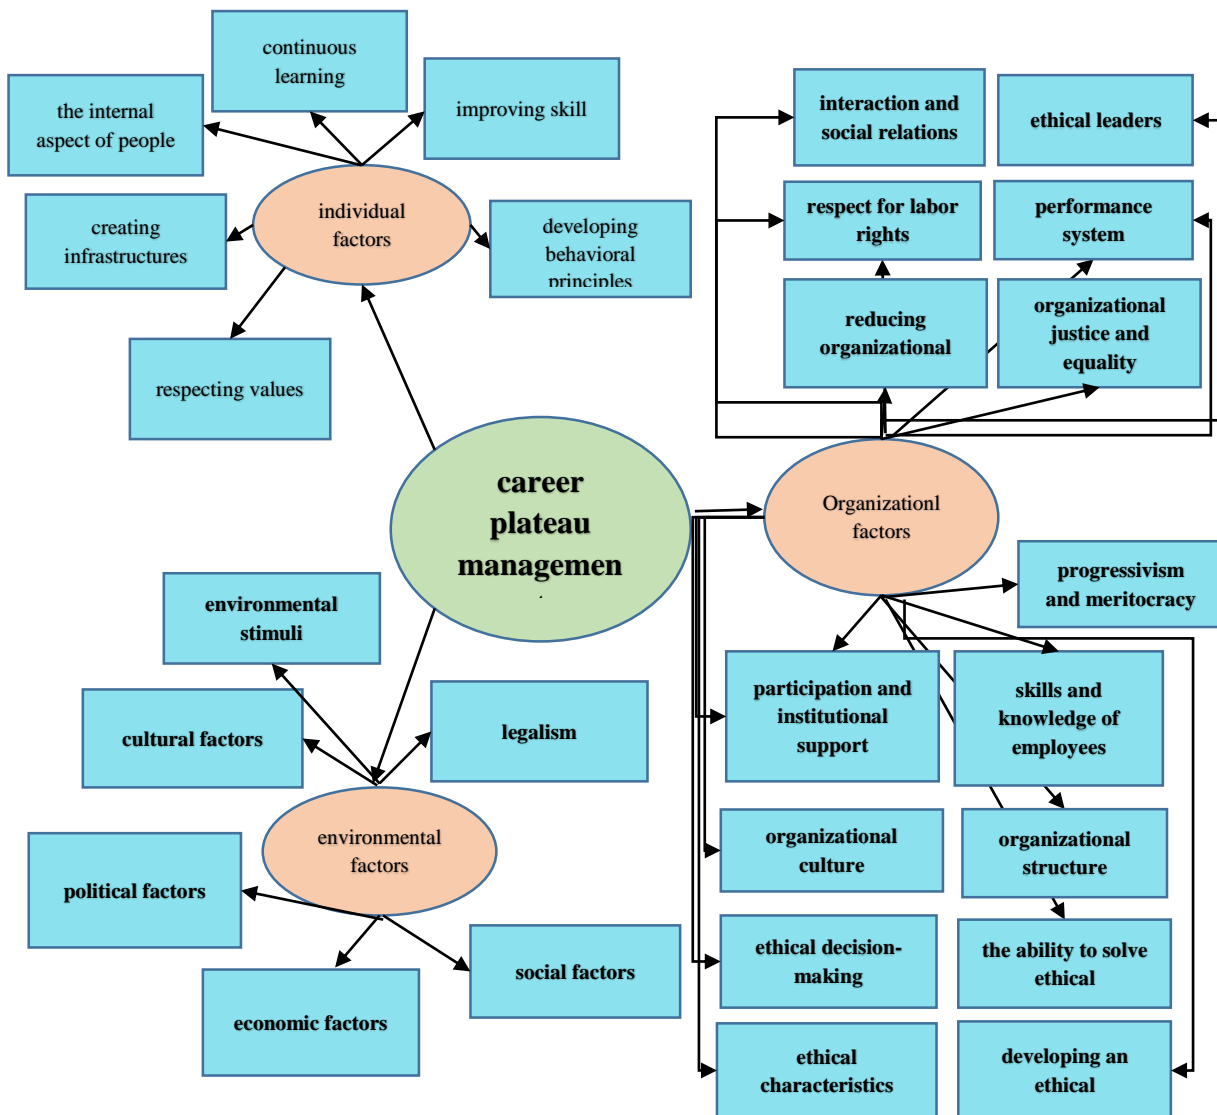 continuous
learning
the internal
aspect of people
improving skill
creating
infrastructures
individual
factors
developing
behavioral
principles
respecting values
interaction and
social relations
ethical leaders
respect for labor
rights
performance
system
reducing
organizational
organizational
justice and
equality
career
plateau
managemen
Organizationl
factors
progressivism
and meritocracy
environmental
stimuli
cultural factors
legalism
participation and
institutional
support
skills and
knowledge of
employees
environmental
factors
political factors
economic factors
social factors
organizational
culture
organizational
structure
ethical decision-
making
the ability to solve
ethical
ethical
characteristics
developing an
ethical